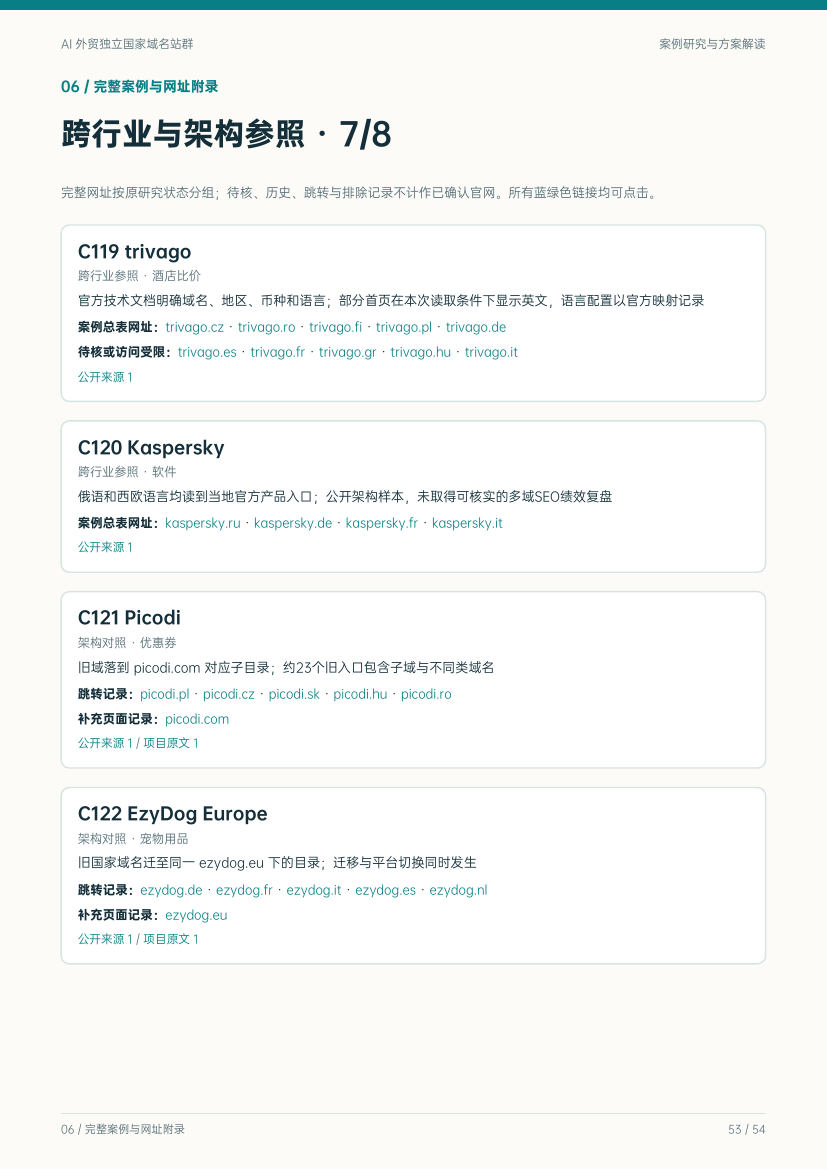 AI 外贸独立国家域名站群
案例研究与方案解读
06 / 完整案例与网址附录
跨行业与架构参照 · 7/8
完整网址按原研究状态分组；待核、历史、跳转与排除记录不计作已确认官网。所有蓝绿色链接均可点击。
C119 trivago
跨行业参照 · 酒店比价
官方技术文档明确域名、地区、币种和语言；部分首页在本次读取条件下显示英文，语言配置以官方映射记录
案例总表网址：trivago.cz · trivago.ro · trivago.fi · trivago.pl · trivago.de
待核或访问受限：trivago.es · trivago.fr · trivago.gr · trivago.hu · trivago.it
公开来源 1
C120 Kaspersky
跨行业参照 · 软件
俄语和西欧语言均读到当地官方产品入口；公开架构样本，未取得可核实的多域SEO绩效复盘
案例总表网址：kaspersky.ru · kaspersky.de · kaspersky.fr · kaspersky.it
公开来源 1
C121 Picodi
架构对照 · 优惠券
旧域落到 picodi.com 对应子目录；约23个旧入口包含子域与不同类域名
跳转记录：picodi.pl · picodi.cz · picodi.sk · picodi.hu · picodi.ro
补充页面记录：picodi.com
公开来源 1 / 项目原文 1
C122 EzyDog Europe
架构对照 · 宠物用品
旧国家域名迁至同一 ezydog.eu 下的目录；迁移与平台切换同时发生
跳转记录：ezydog.de · ezydog.fr · ezydog.it · ezydog.es · ezydog.nl
补充页面记录：ezydog.eu
公开来源 1 / 项目原文 1
06 / 完整案例与网址附录
53 / 54